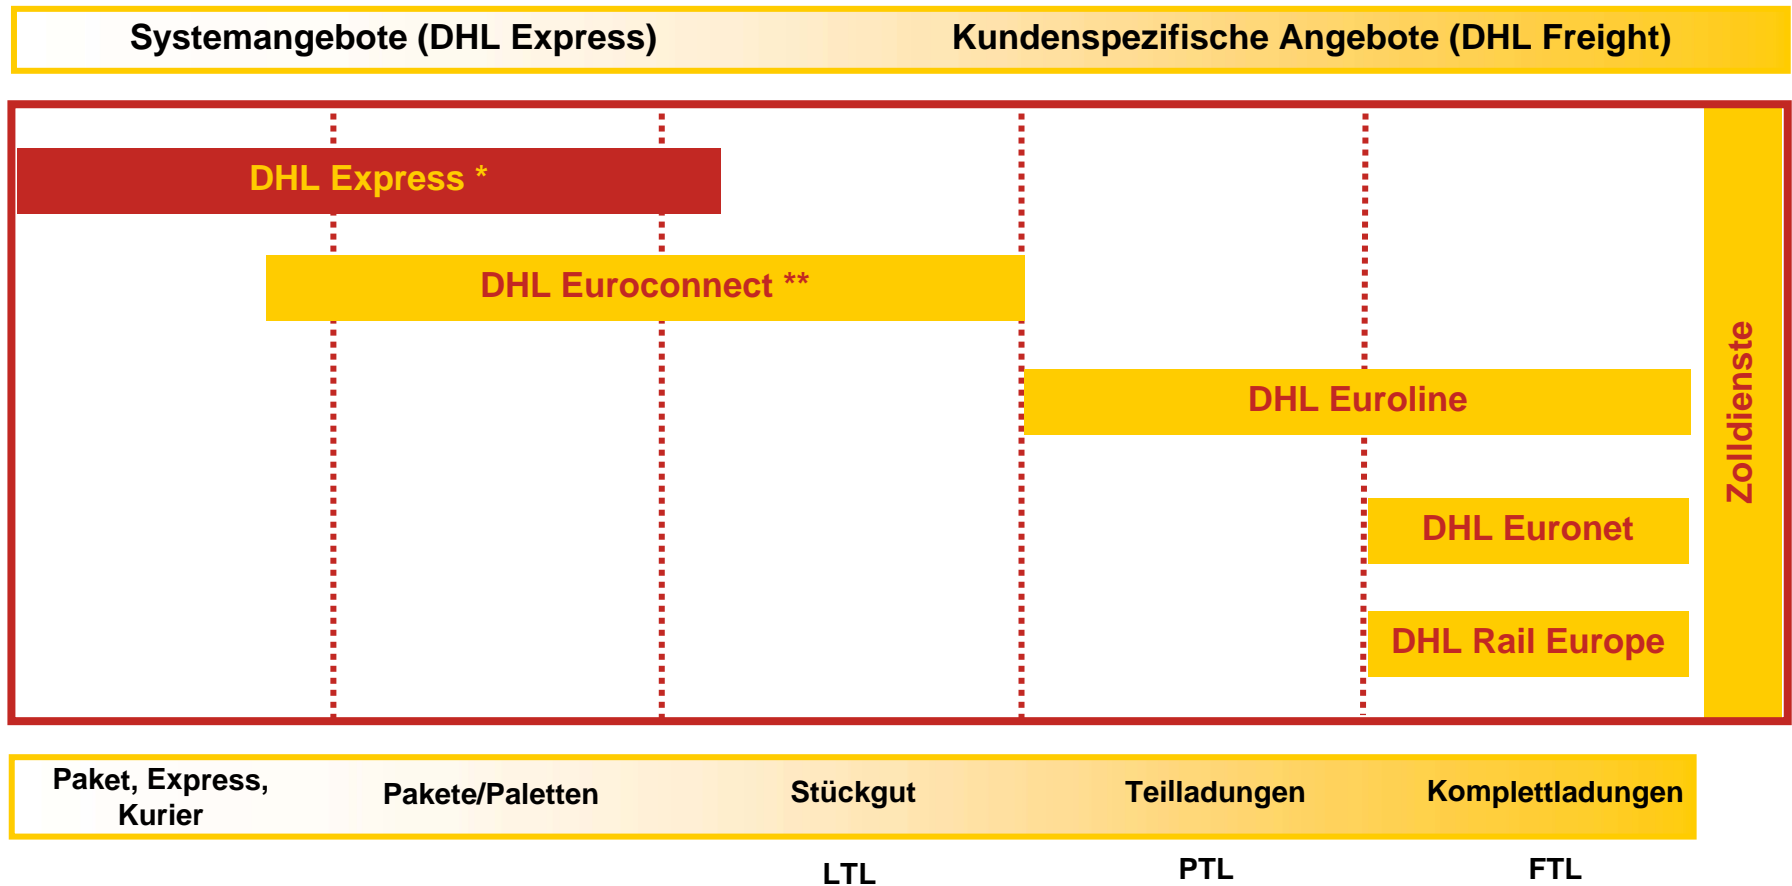 Systemangebote (DHL Express)
Kundenspezifische Angebote (DHL Freight)
DHL Express *
DHL Euroconnect **
DHL Euroline
DHL Euronet
DHL Rail Europe
Zolldienste
Paket, Express,
Kurier
Pakete/Paletten
Stückgut
Teilladungen
Komplettladungen
LTL
PTL
FTL